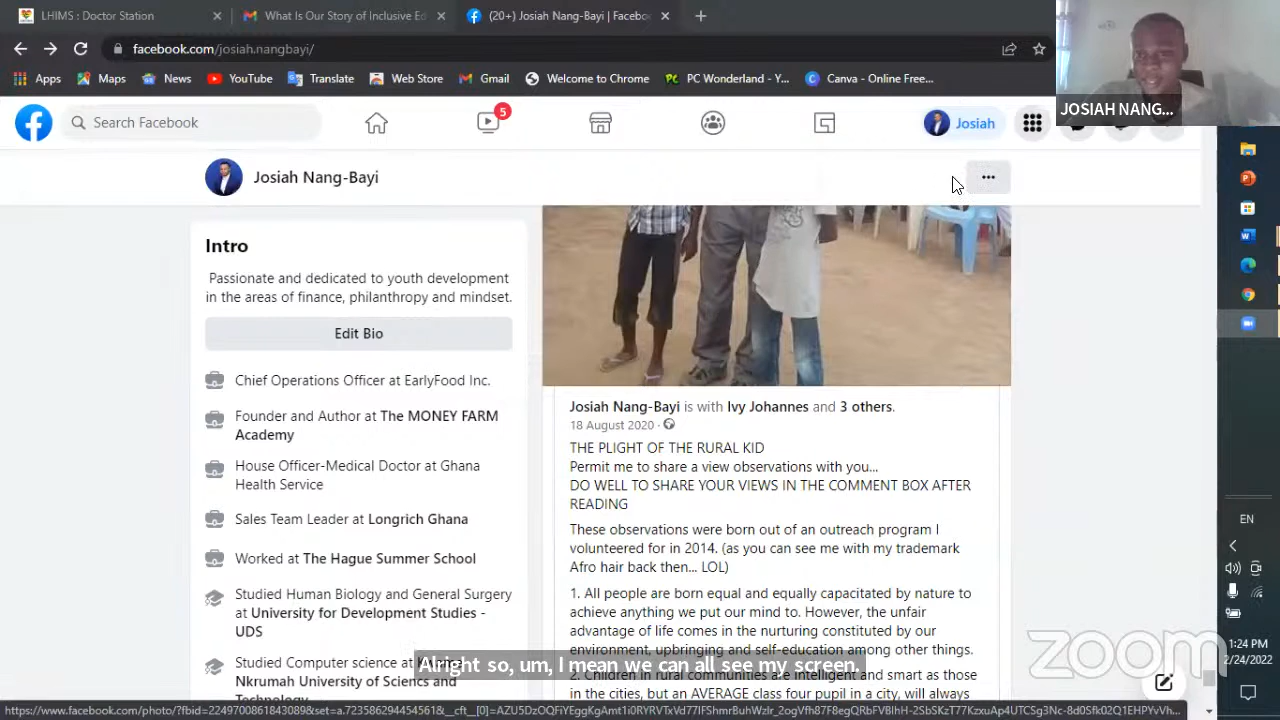 LHIMS : Doctor Station
What Is Our Story of Inclusive Ed
(20+) Josiah Nang-Bayi | Facebo
facebook.com/josiah.nangbayi/
Apps Maps News YouTube Translate Web Store Gmail Welcome to Chrome PC Wonderland - Y... Canva - Online Free...
JOSIAH NANG...
Search Facebook
5
Josiah
Josiah Nang-Bayi
Intro
Passionate and dedicated to youth development
in the areas of finance, philanthropy and mindset.
Edit Bio
Chief Operations Officer at EarlyFood Inc.
Founder and Author at The MONEY FARM
Academy
House Officer-Medical Doctor at Ghana
Health Service
Sales Team Leader at Longrich Ghana
Worked at The Hague Summer School
Studied Human Biology and General Surgery
at University for Development Studies -
UDS
Studied Computer science at
Nkrumah University of Science and
Technology
Josiah Nang-Bayi is with Ivy Johannes and 3 others.
18 August 2020 ·
THE PLIGHT OF THE RURAL KID
Permit me to share a view observations with you...
DO WELL TO SHARE YOUR VIEWS IN THE COMMENT BOX AFTER
READING
These observations were born out of an outreach program I
volunteered for in 2014. (as you can see me with my trademark
Afro hair back then... LOL)
1. All people are born equal and equally capacitated by nature to
achieve anything we put our mind to. However, the unfair
advantage of life comes in the nurturing constituted by our
environment, upbringing and self-education among other things.
2. Children in rural communities are intelligent and smart as those
in the cities, but an AVERAGE class four pupil in a city, will always
Alright so, um, I mean we can all see my screen.
zoom
EN
1:24 PM
2/24/2022